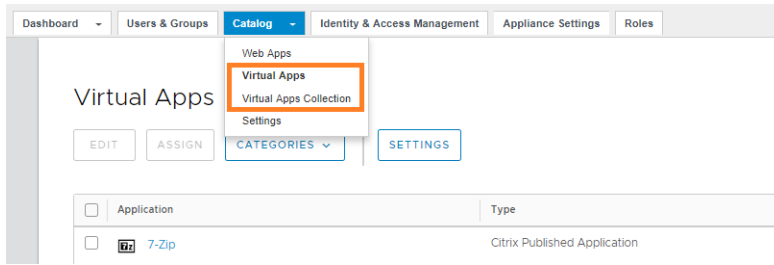 Dashboard Users & Groups Catalog Identity & Access Management Appliance Settings Roles
Web Apps
Virtual Apps
Virtual Apps Collection
Settings
Virtual Apps
EDIT ASSIGN CATEGORIES SETTINGS
Application Type
7z 7-Zip Citrix Published Application